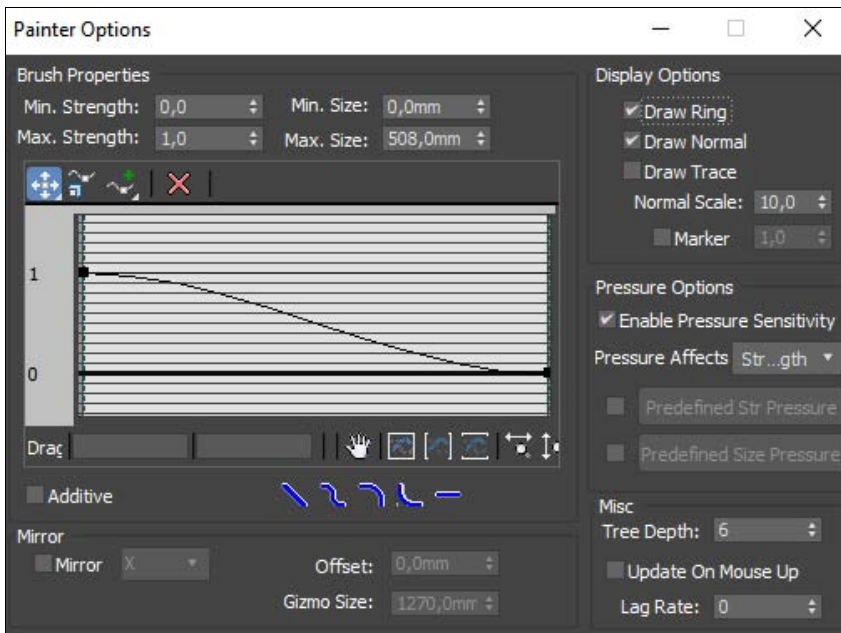 Painter Options
Brush Properties
Min. Strength: 0,0 Min. Size: 0,0mm
Max. Strength: 1,0 Max. Size: 508,0mm
1
0
Drag
Additive
Mirror
Mirror X Offset: 0,0mm
Gizmo Size: 1270,0mm
Display Options
Draw Ring
Draw Normal
Draw Trace
Normal Scale: 10,0
Marker 1,0
Pressure Options
Enable Pressure Sensitivity
Pressure Affects Str...gth
Predefined Str Pressure
Predefined Size Pressure
Misc
Tree Depth: 6
Update On Mouse Up
Lag Rate: 0